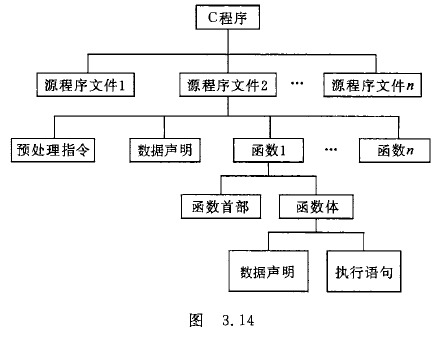 C程序
源程序文件1 源程序文件2 … 源程序文件n
预处理指令 数据声明 函数1 … 函数n
函数首部 函数体
数据声明 执行语句
图 3.14